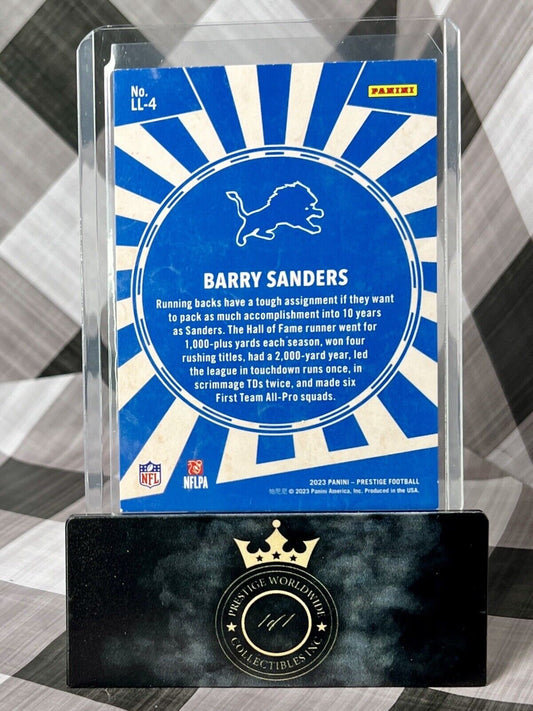 No.
LL-4
PANINI
BARRY SANDERS
Running backs have a tough assignment if they want
to pack as much accomplishment into 10 years
as Sanders. The Hall of Fame runner went for
1,000-plus yards each season, won four
rushing titles, had a 2,000-yard year, led
the league in touchdown runs once, in
scrimmage TDs twice, and made six
First Team All-Pro squads.
NFL
NFLPA
2023 PANINI – PRESTIGE FOOTBALL
© 2023 Panini America, Inc. Produced in the USA.
PRESTIGE WORLDWIDE
1 of 1
COLLECTIBLES INC